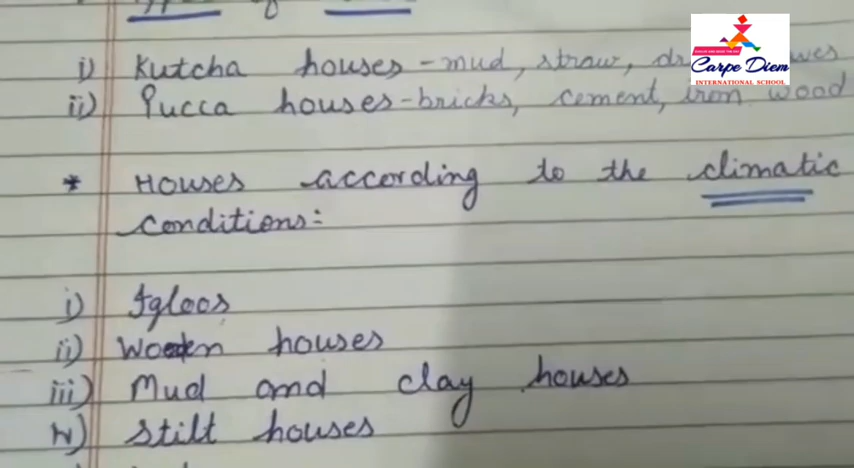 of
i) Kutcha houses - mud, straw,
Carpe Diem
INTERNATIONAL SCHOOL
ii) Pucca houses - bricks, cement, iron wood
* Houses according to the climatic
conditions:
i) Igloos
ii) Wooden houses
iii) Mud and clay houses
iv) Stilt houses